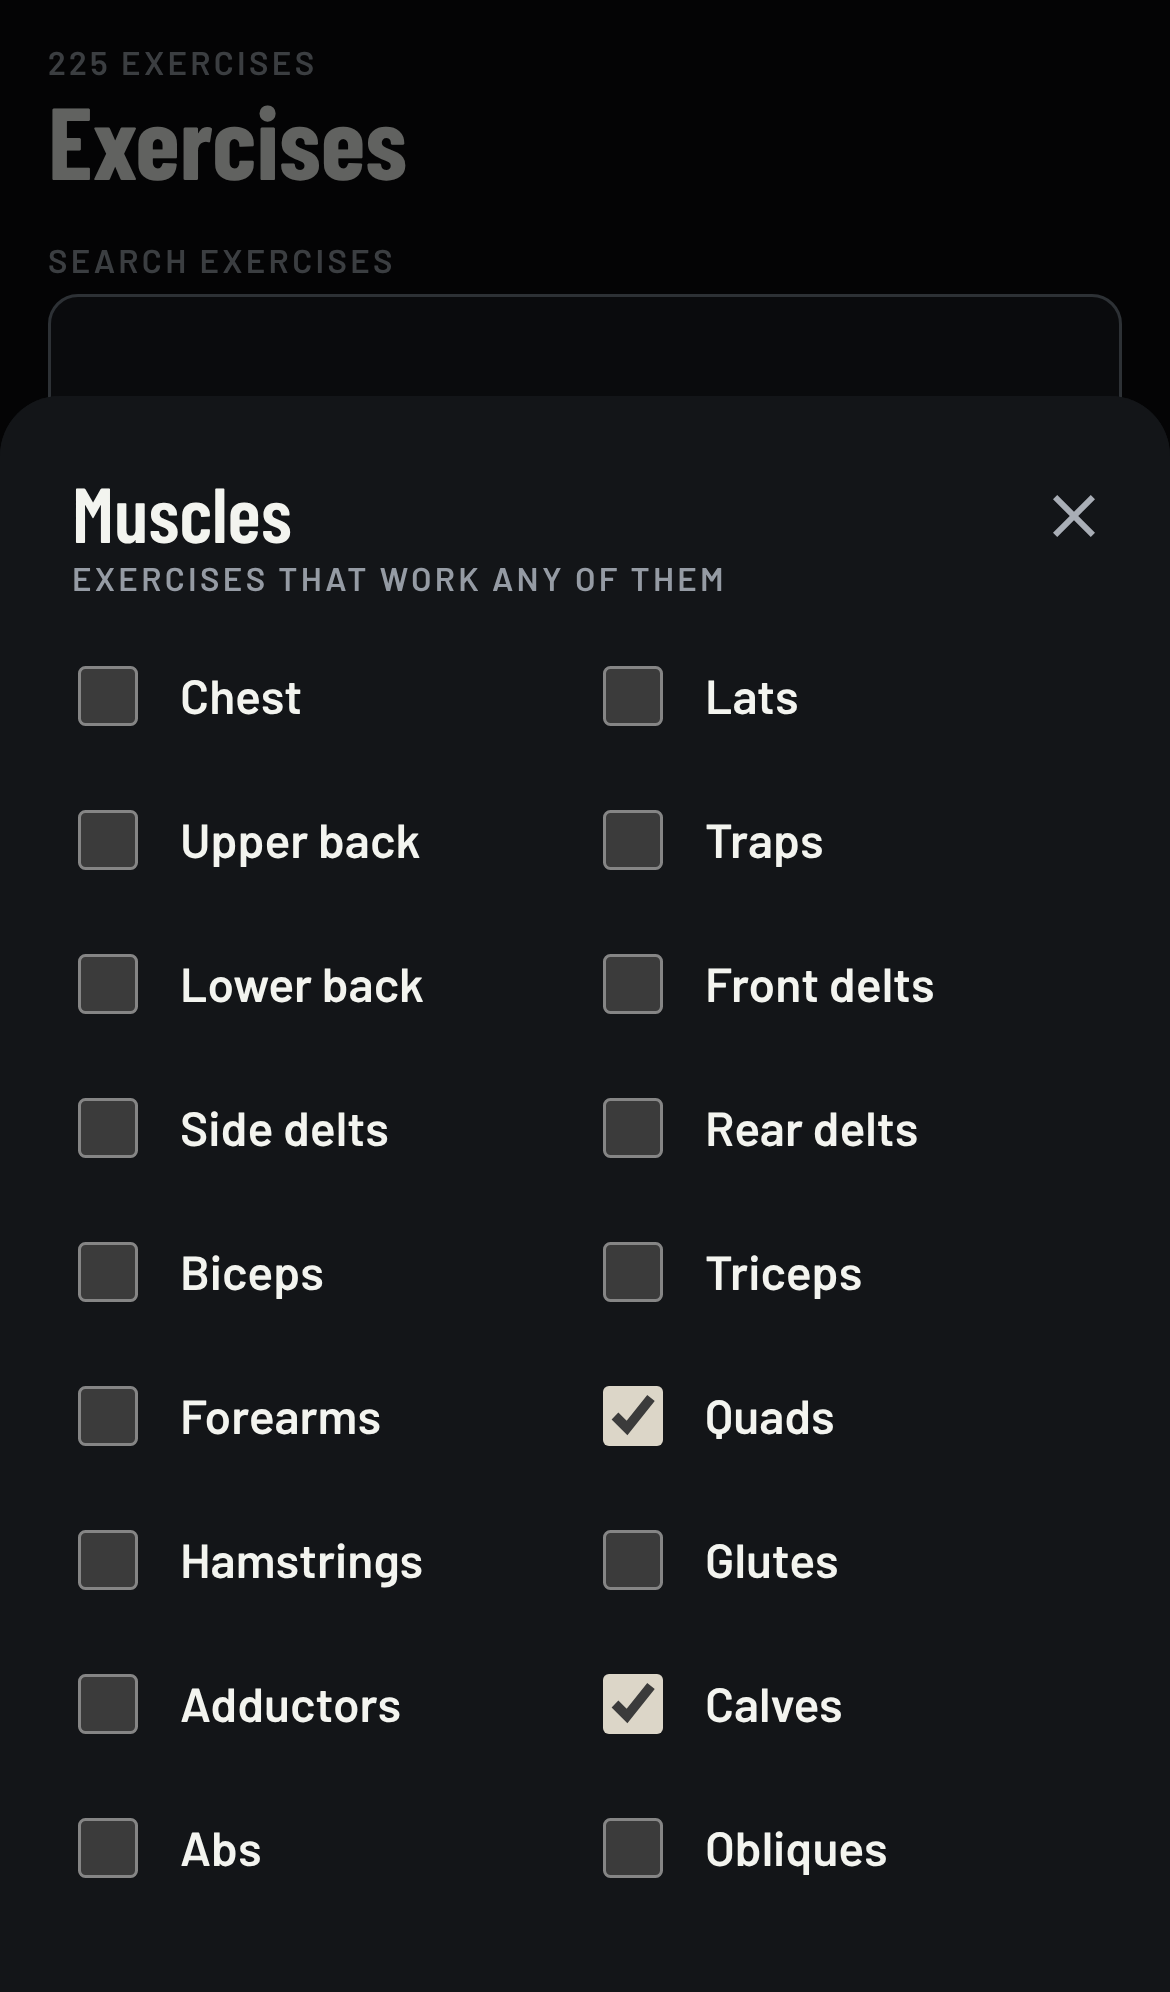 225 EXERCISES
Exercises
SEARCH EXERCISES
Muscles
EXERCISES THAT WORK ANY OF THEM
Chest
Lats
Upper back
Traps
Lower back
Front delts
Side delts
Rear delts
Biceps
Triceps
Forearms
Quads
Hamstrings
Glutes
Adductors
Calves
Abs
Obliques